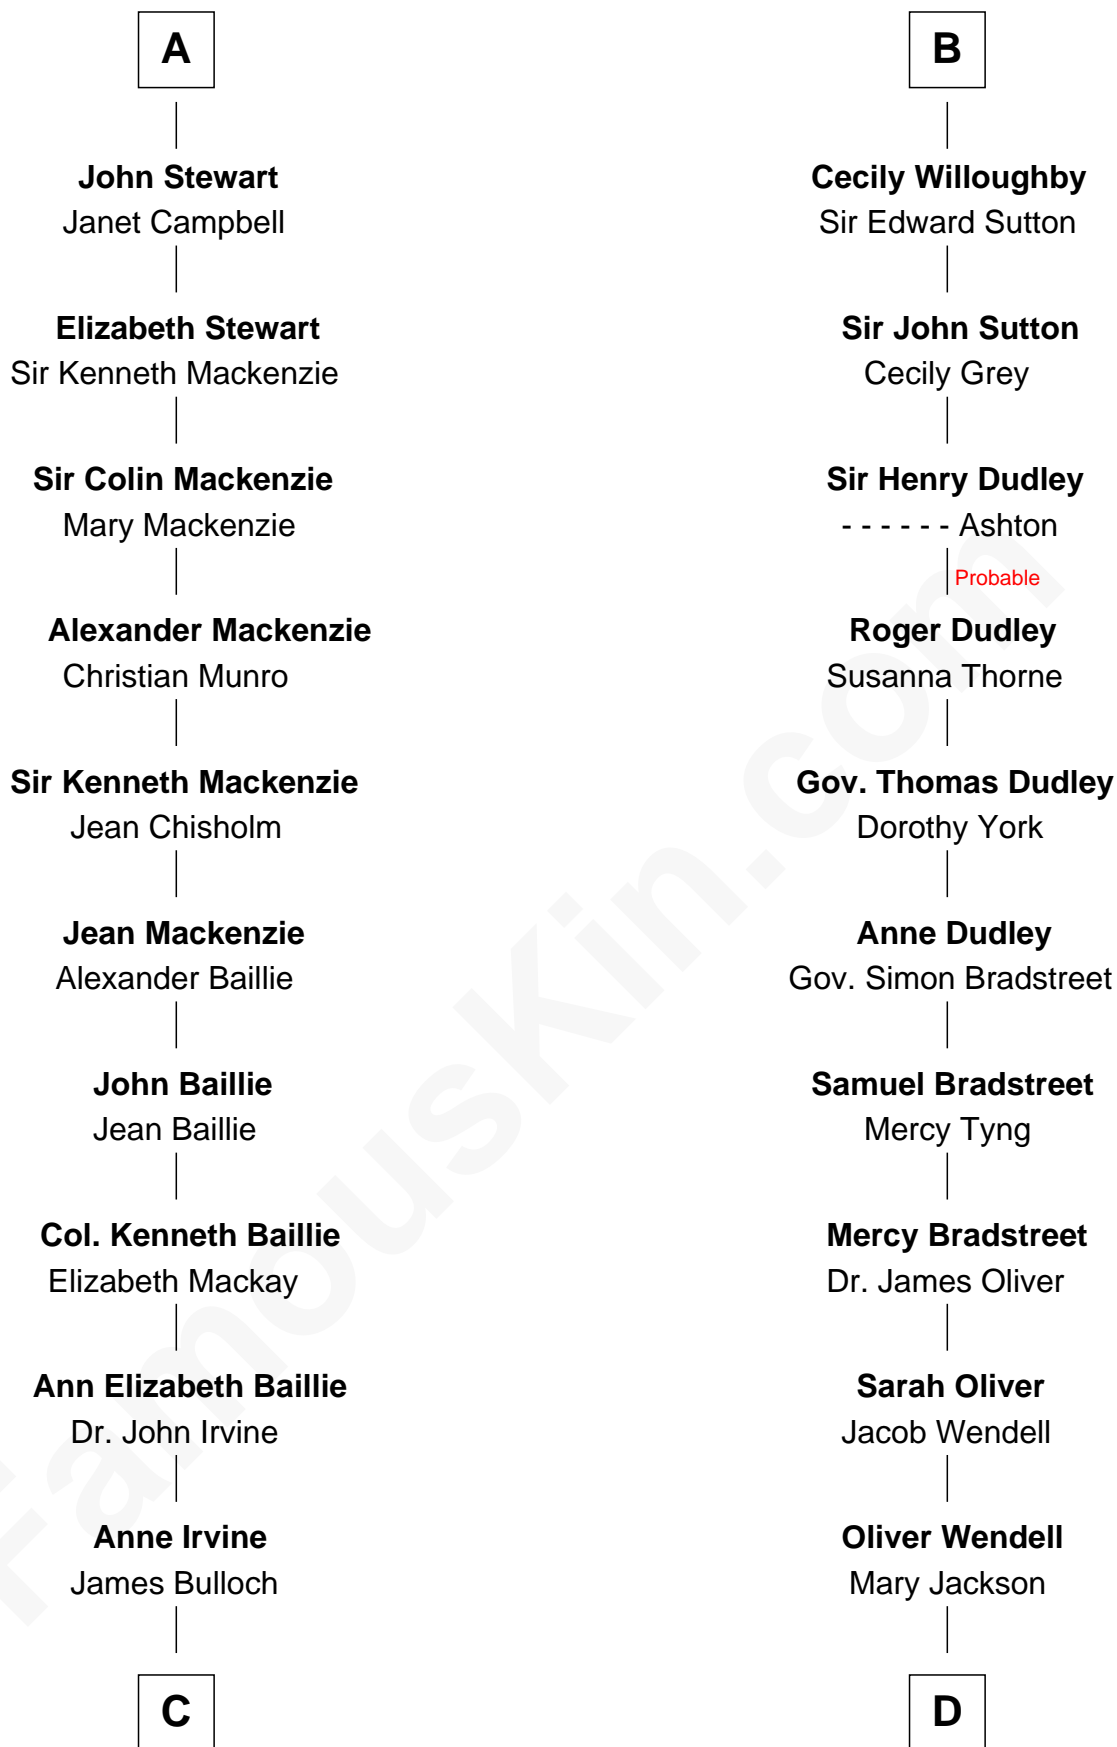 A
John Stewart
Janet Campbell
Elizabeth Stewart
Sir Kenneth Mackenzie
Sir Colin Mackenzie
Mary Mackenzie
Alexander Mackenzie
Christian Munro
Sir Kenneth Mackenzie
Jean Chisholm
Jean Mackenzie
Alexander Baillie
John Baillie
Jean Baillie
Col. Kenneth Baillie
Elizabeth Mackay
Ann Elizabeth Baillie
Dr. John Irvine
Anne Irvine
James Bulloch
C
B
Cecily Willoughby
Sir Edward Sutton
Sir John Sutton
Cecily Grey
Sir Henry Dudley
- - - - - - Ashton
Probable
Roger Dudley
Susanna Thorne
Gov. Thomas Dudley
Dorothy York
Anne Dudley
Gov. Simon Bradstreet
Samuel Bradstreet
Mercy Tyng
Mercy Bradstreet
Dr. James Oliver
Sarah Oliver
Jacob Wendell
Oliver Wendell
Mary Jackson
D
FamousKin.com